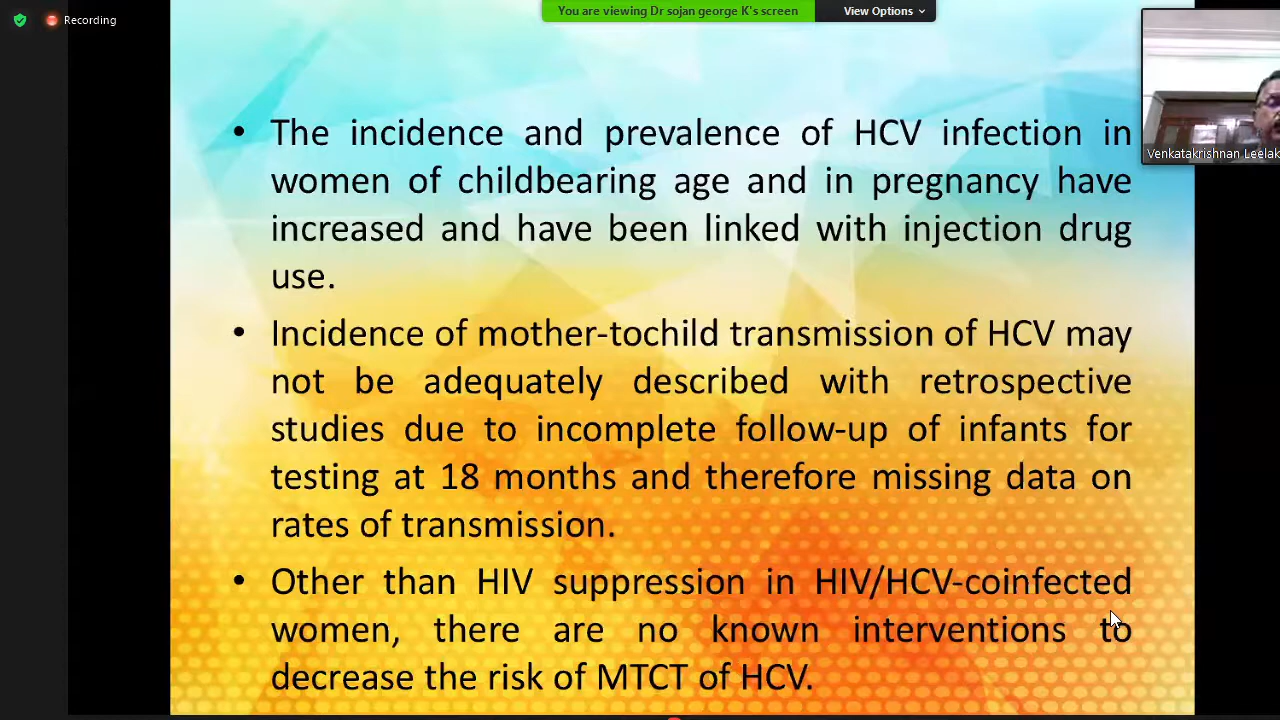 Recording
You are viewing Dr sojan george K's screen
View Options
Venkatakrishnan Leelak
• The incidence and prevalence of HCV infection in
women of childbearing age and in pregnancy have
increased and have been linked with injection drug
use.
• Incidence of mother-tochild transmission of HCV may
not be adequately described with retrospective
studies due to incomplete follow-up of infants for
testing at 18 months and therefore missing data on
rates of transmission.
• Other than HIV suppression in HIV/HCV-coinfected
women, there are no known interventions to
decrease the risk of MTCT of HCV.